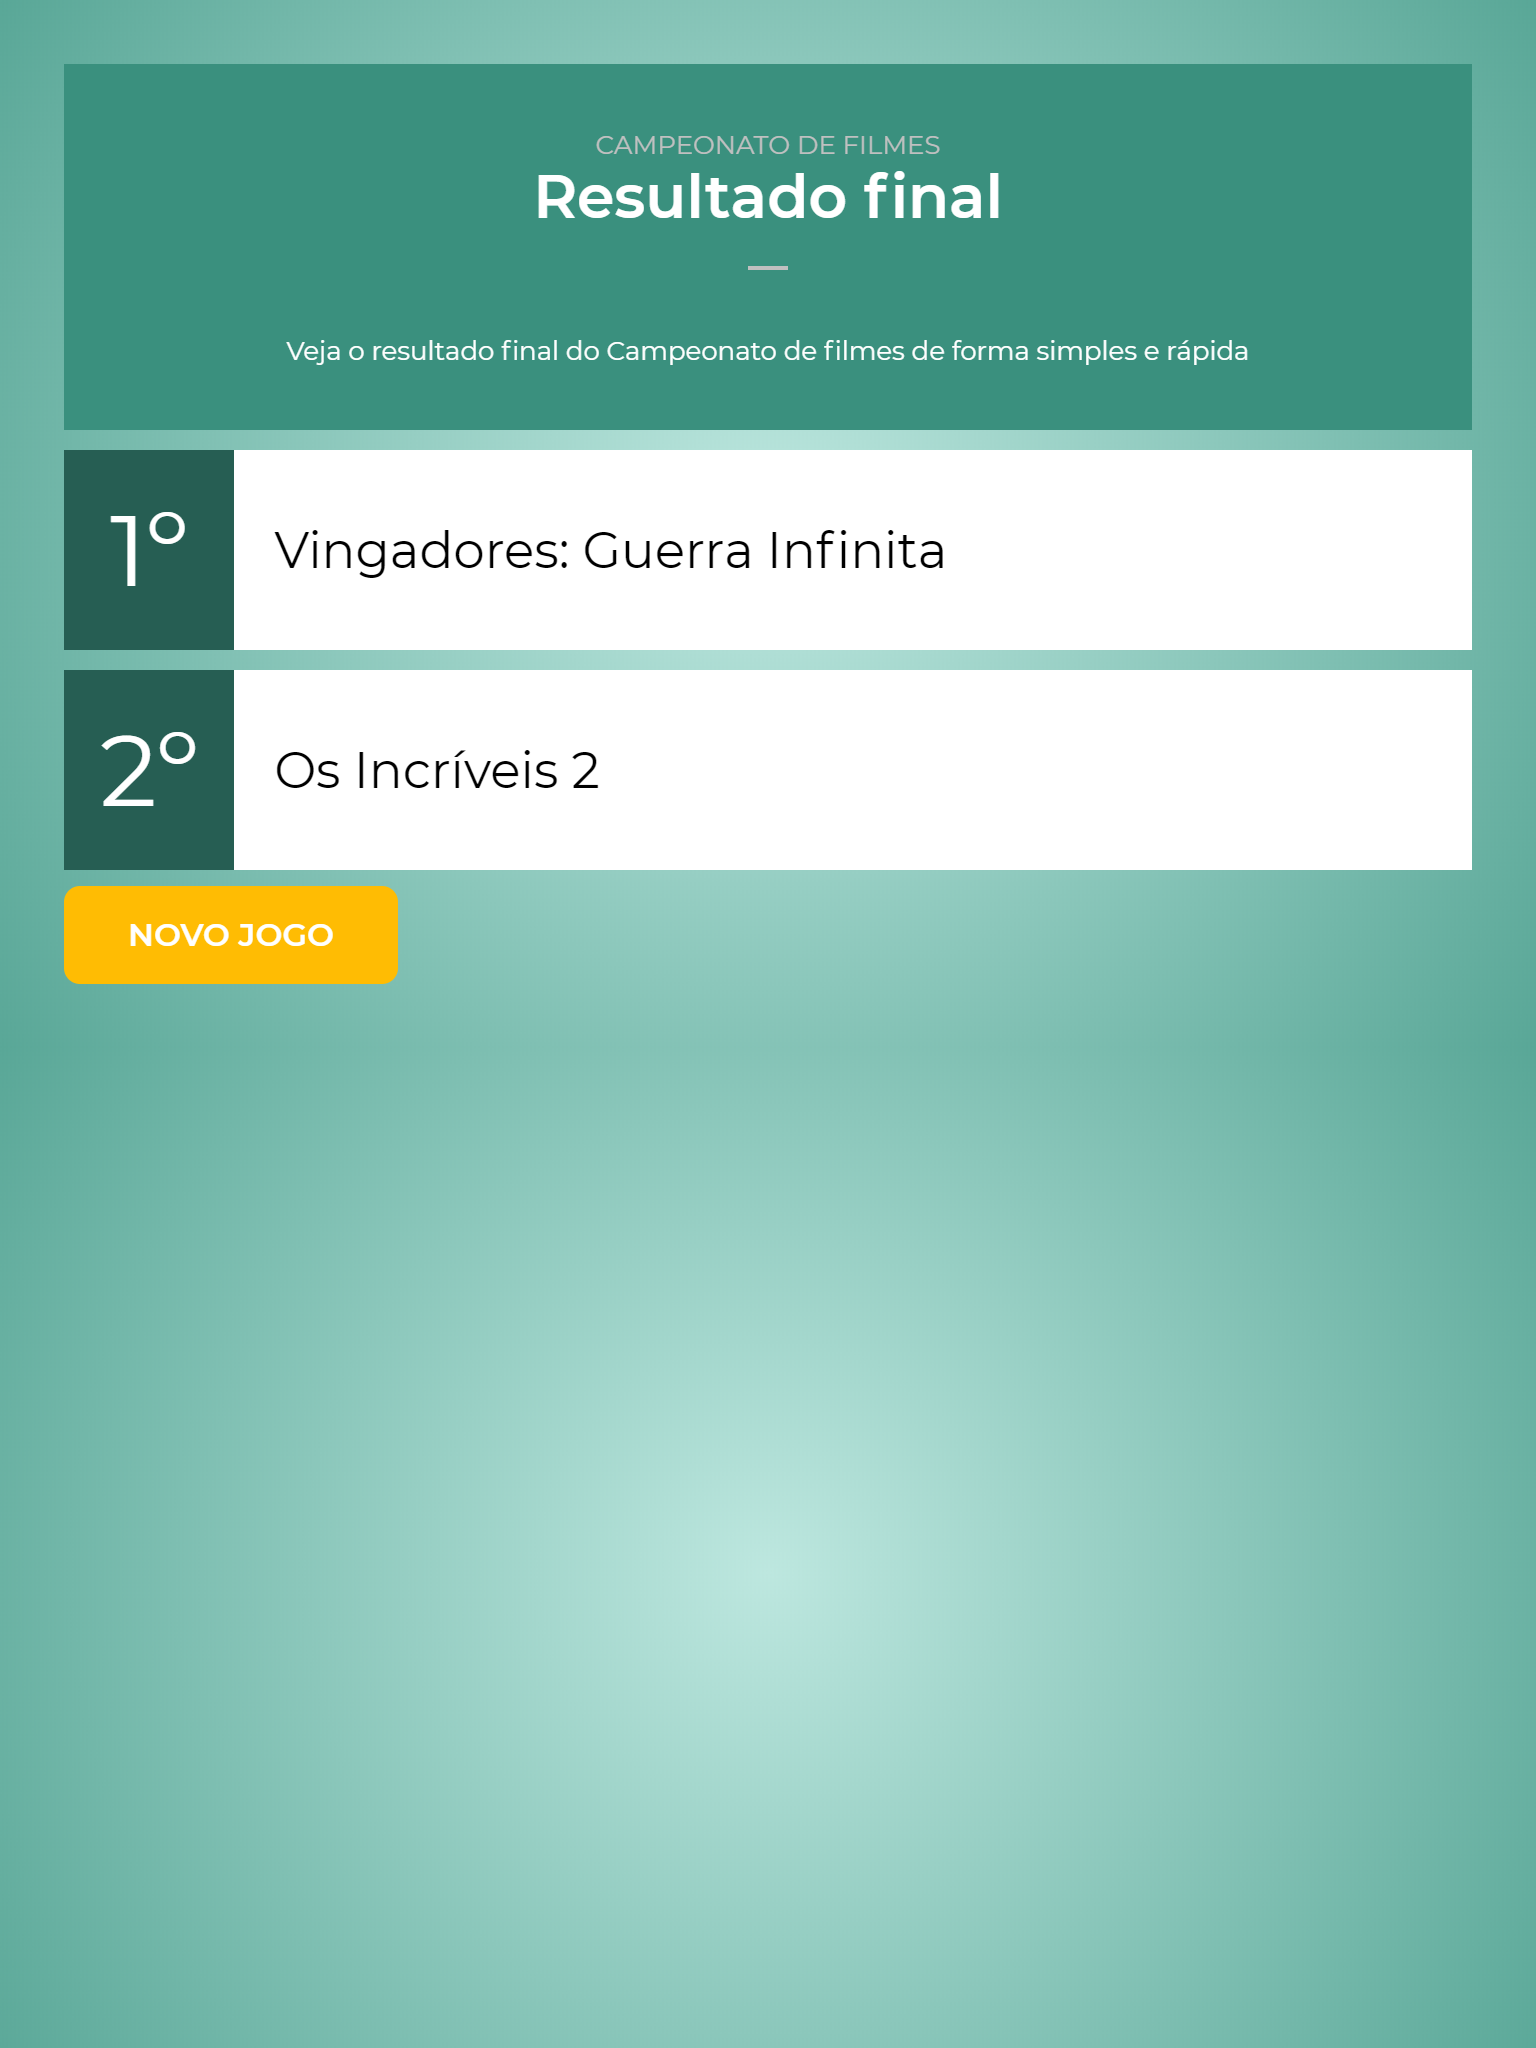 CAMPEONATO DE FILMES
Resultado final
Veja o resultado final do Campeonato de filmes de forma simples e rápida
1º
Vingadores: Guerra Infinita
2º
Os Incríveis 2
NOVO JOGO